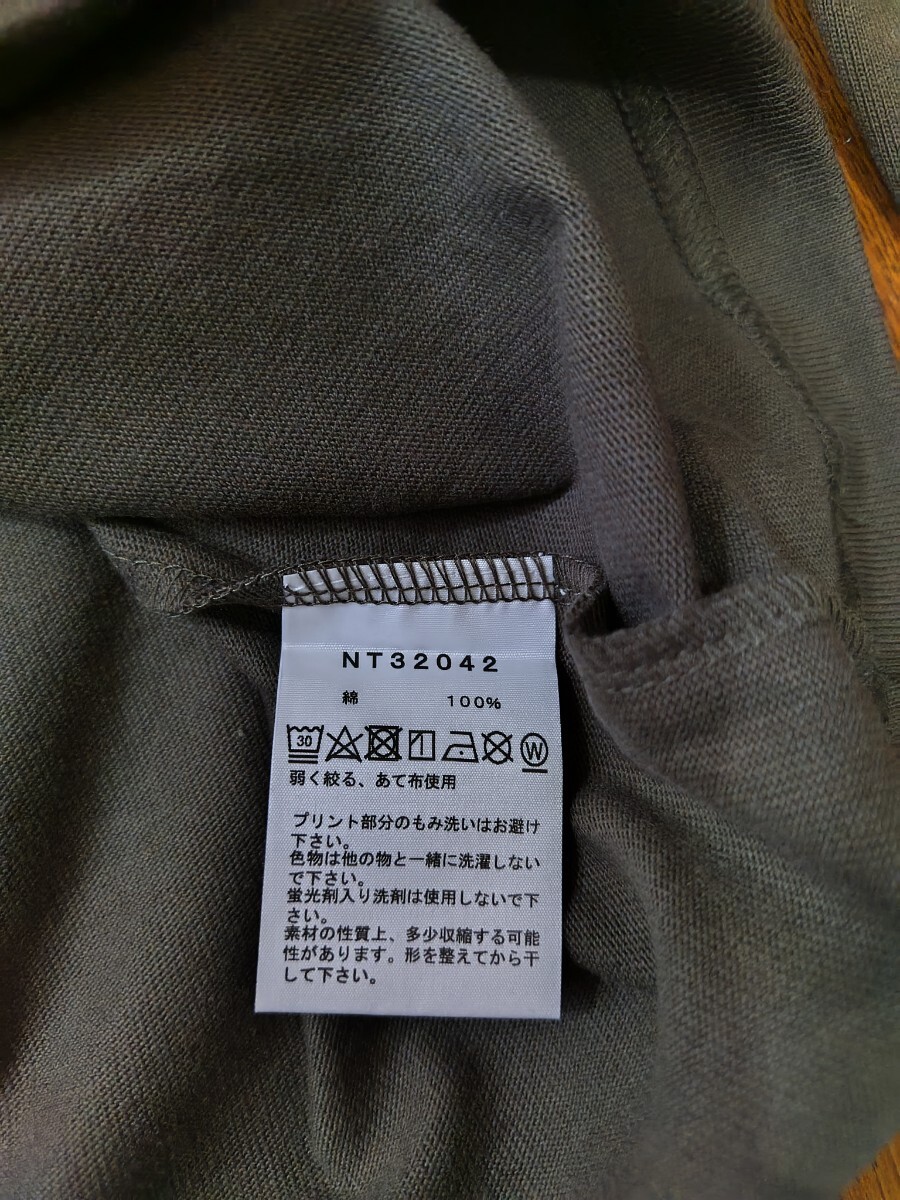 NT32042
綿 100%
30 W
弱く絞る、あて布使用
プリント部分のもみ洗いはお避け
下さい。
色物は他の物と一緒に洗濯しない
で下さい。
蛍光剤入り洗剤は使用しないで下
さい。
素材の性質上、多少収縮する可能
性があります。形を整えてから干
して下さい。